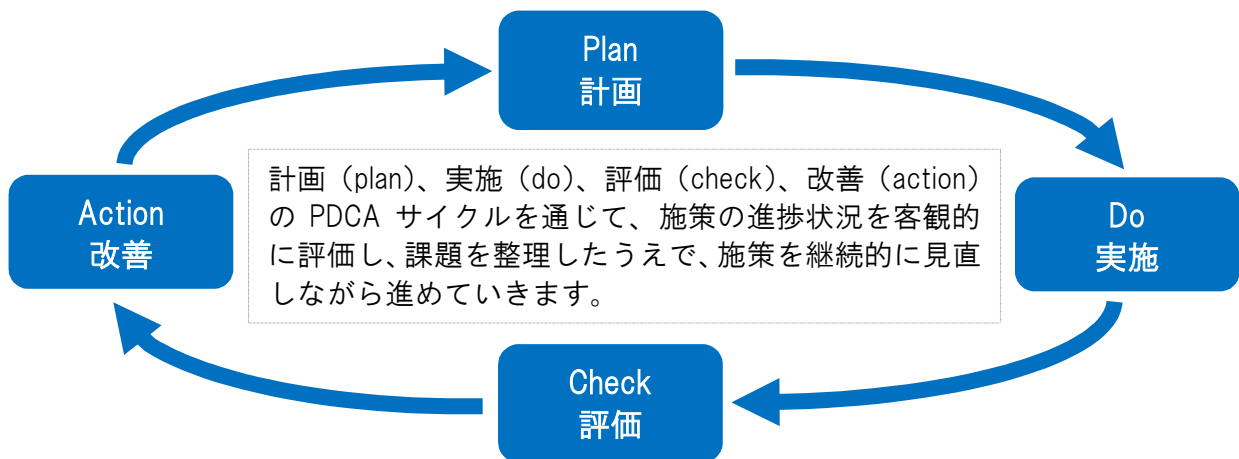 Plan
計画
計画（plan）、実施（do）、評価（check）、改善（action）
の PDCA サイクルを通じて、施策の進捗状況を客観的
に評価し、課題を整理したうえで、施策を継続的に見直
しながら進めていきます。
Action
改善
Do
実施
Check
評価